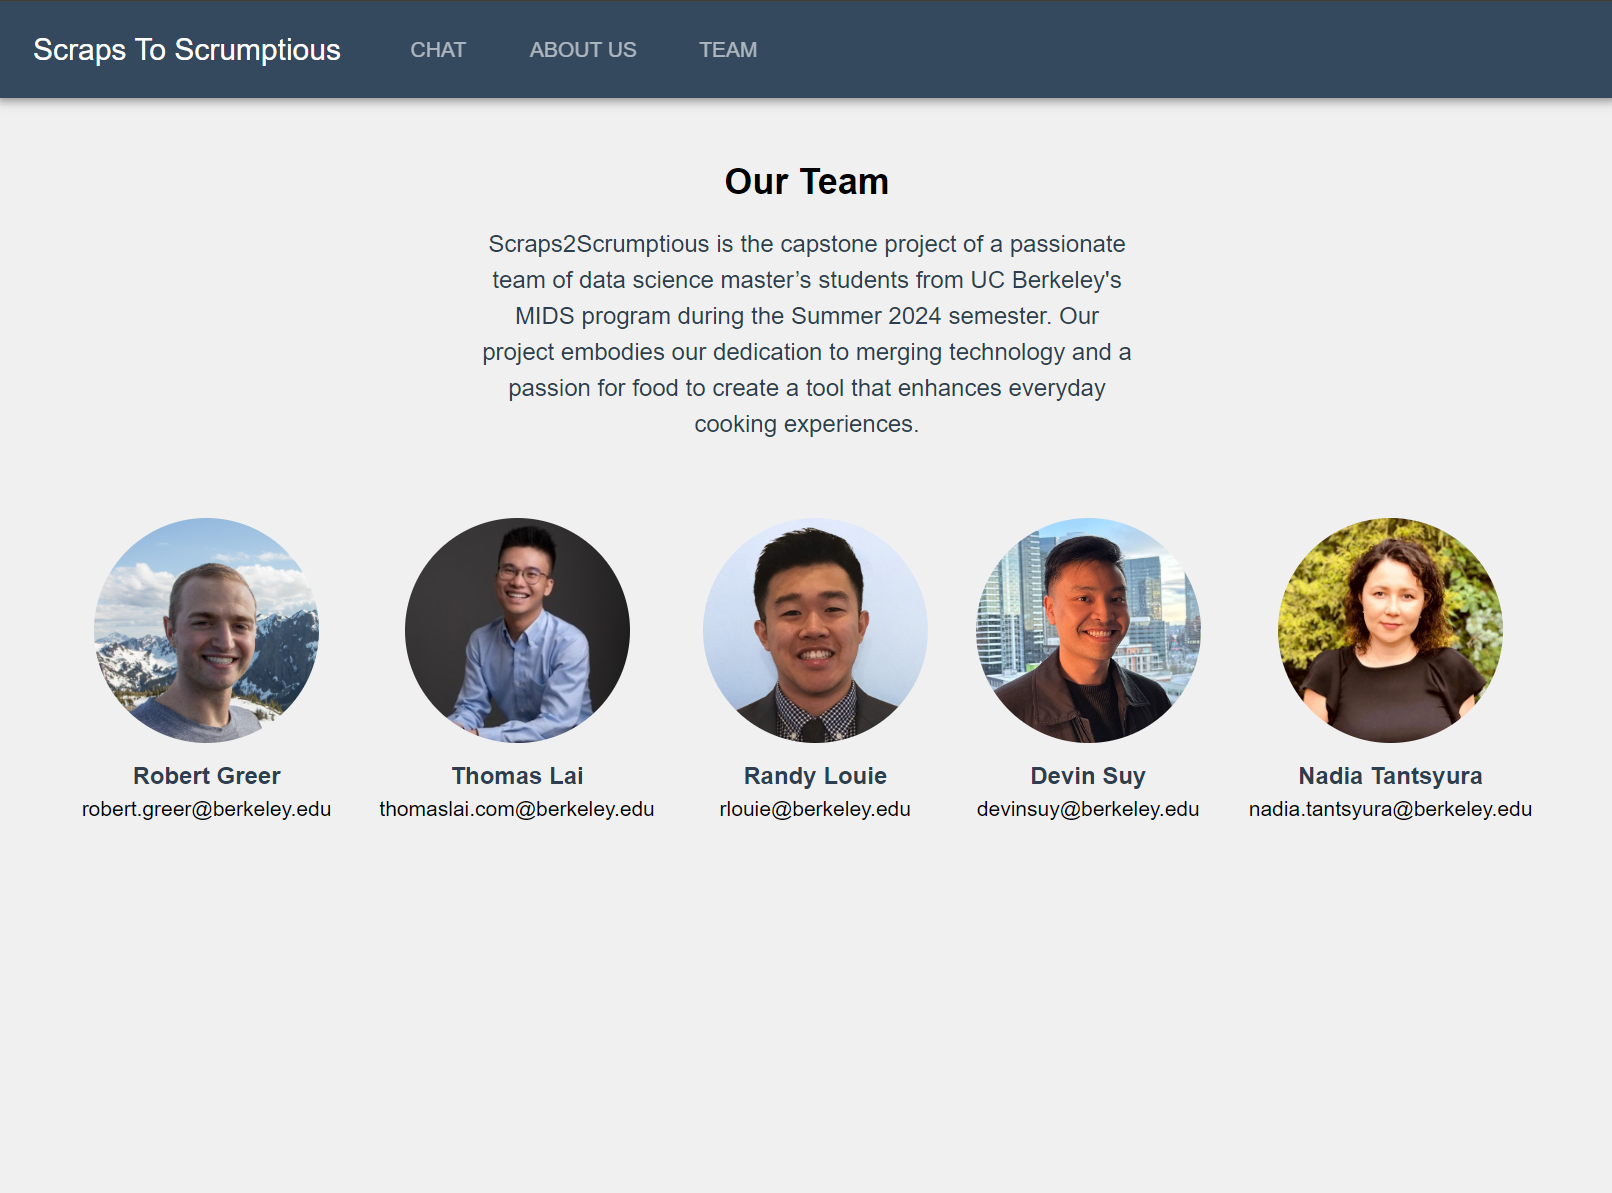 Scraps To Scrumptious CHAT ABOUT US TEAM
Our Team
Scraps2Scrumptious is the capstone project of a passionate
team of data science master’s students from UC Berkeley's
MIDS program during the Summer 2024 semester. Our
project embodies our dedication to merging technology and a
passion for food to create a tool that enhances everyday
cooking experiences.
Robert Greer Thomas Lai Randy Louie Devin Suy Nadia Tantsyura
robert.greer@berkeley.edu thomaslai.com@berkeley.edu rlouie@berkeley.edu devinsuy@berkeley.edu nadia.tantsyura@berkeley.edu